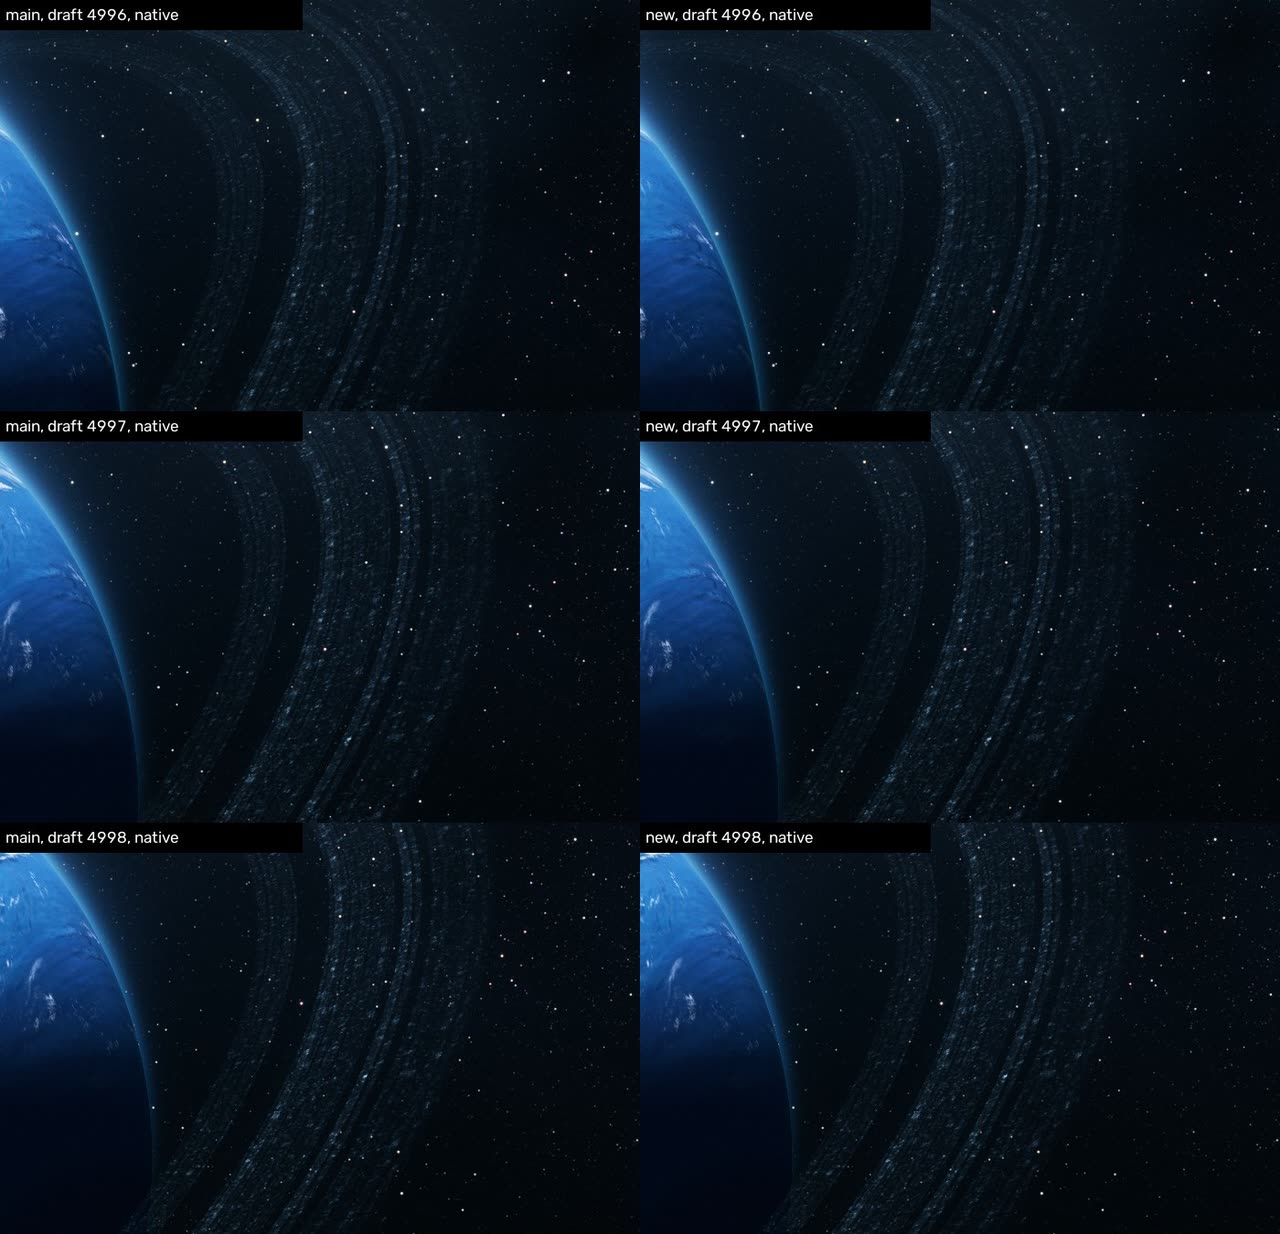 main, draft 4996, native
new, draft 4996, native
main, draft 4997, native
new, draft 4997, native
main, draft 4998, native
new, draft 4998, native